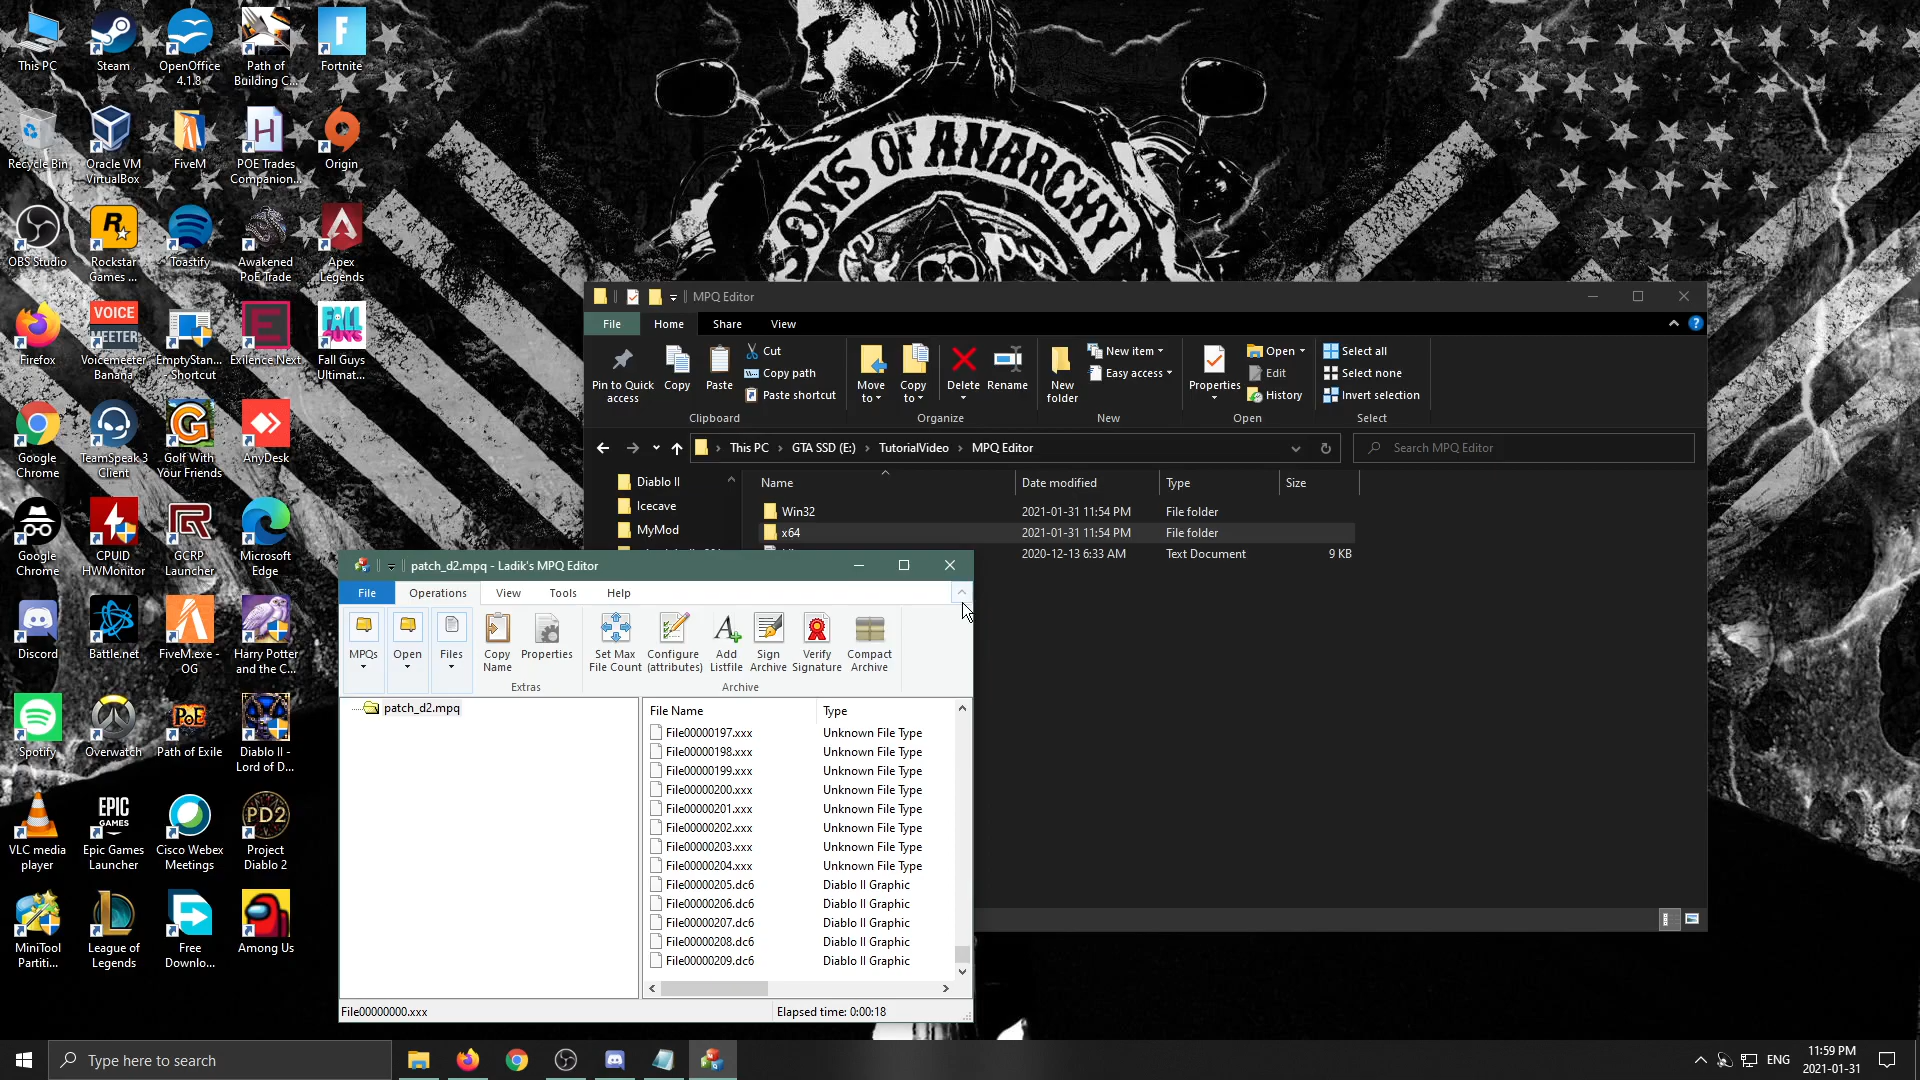 This PC
Steam
OpenOffice
4.1.8
Path of
Building C...
Fortnite
Recycle Bin
Oracle VM
VirtualBox
FiveM
POE Trades
Companion...
Origin
OBS Studio
Rockstar
Games ...
Toastify
Awakened
PoE Trade
Apex
Legends
VOICE
MEETER
FALL
GUYS
Firefox
Voicemeeter
Banana
EmptyStan...
- Shortcut
Exilence Next
Fall Guys
Ultimat...
Google
Chrome
TeamSpeak 3
Client
Golf With
Your Friends
AnyDesk
Google
Chrome
CPUID
HWMonitor
GCRP
Launcher
Microsoft
Edge
Discord
Battle.net
FiveM.exe -
OG
Harry Potter
and the C...
Spotify
Overwatch
PoE
Path of Exile
Diablo II -
Lord of D...
EPIC
GAMES
PD2
VLC media
player
Epic Games
Launcher
Cisco Webex
Meetings
Project
Diablo 2
MiniTool
Partiti...
League of
Legends
Free
Downlo...
Among Us
SONS OF ANARCHY
MPQ Editor
File Home Share View
Pin to Quick
access
Copy
Paste
Cut
Copy path
Paste shortcut
Clipboard
Move
to
Copy
to
Delete
Rename
Organize
New
folder
New item
Easy access
New
Properties
Open
Edit
History
Open
Select all
Select none
Invert selection
Select
This PC › GTA SSD (E:) › TutorialVideo › MPQ Editor
Search MPQ Editor
Diablo II
Icecave
MyMod
Name Date modified Type Size
Win32 2021-01-31 11:54 PM File folder
x64 2021-01-31 11:54 PM File folder
2020-12-13 6:33 AM Text Document 9 KB
patch_d2.mpq - Ladik's MPQ Editor
File Operations View Tools Help
MPQs
Open
Files
Copy
Name
Properties
Extras
Set Max
File Count
Configure
(attributes)
Add
Listfile
Sign
Archive
Verify
Signature
Compact
Archive
Archive
patch_d2.mpq
File Name Type
File00000197.xxx Unknown File Type
File00000198.xxx Unknown File Type
File00000199.xxx Unknown File Type
File00000200.xxx Unknown File Type
File00000201.xxx Unknown File Type
File00000202.xxx Unknown File Type
File00000203.xxx Unknown File Type
File00000204.xxx Unknown File Type
File00000205.dc6 Diablo II Graphic
File00000206.dc6 Diablo II Graphic
File00000207.dc6 Diablo II Graphic
File00000208.dc6 Diablo II Graphic
File00000209.dc6 Diablo II Graphic
File00000000.xxx
Elapsed time: 0:00:18
Type here to search
ENG
11:59 PM
2021-01-31